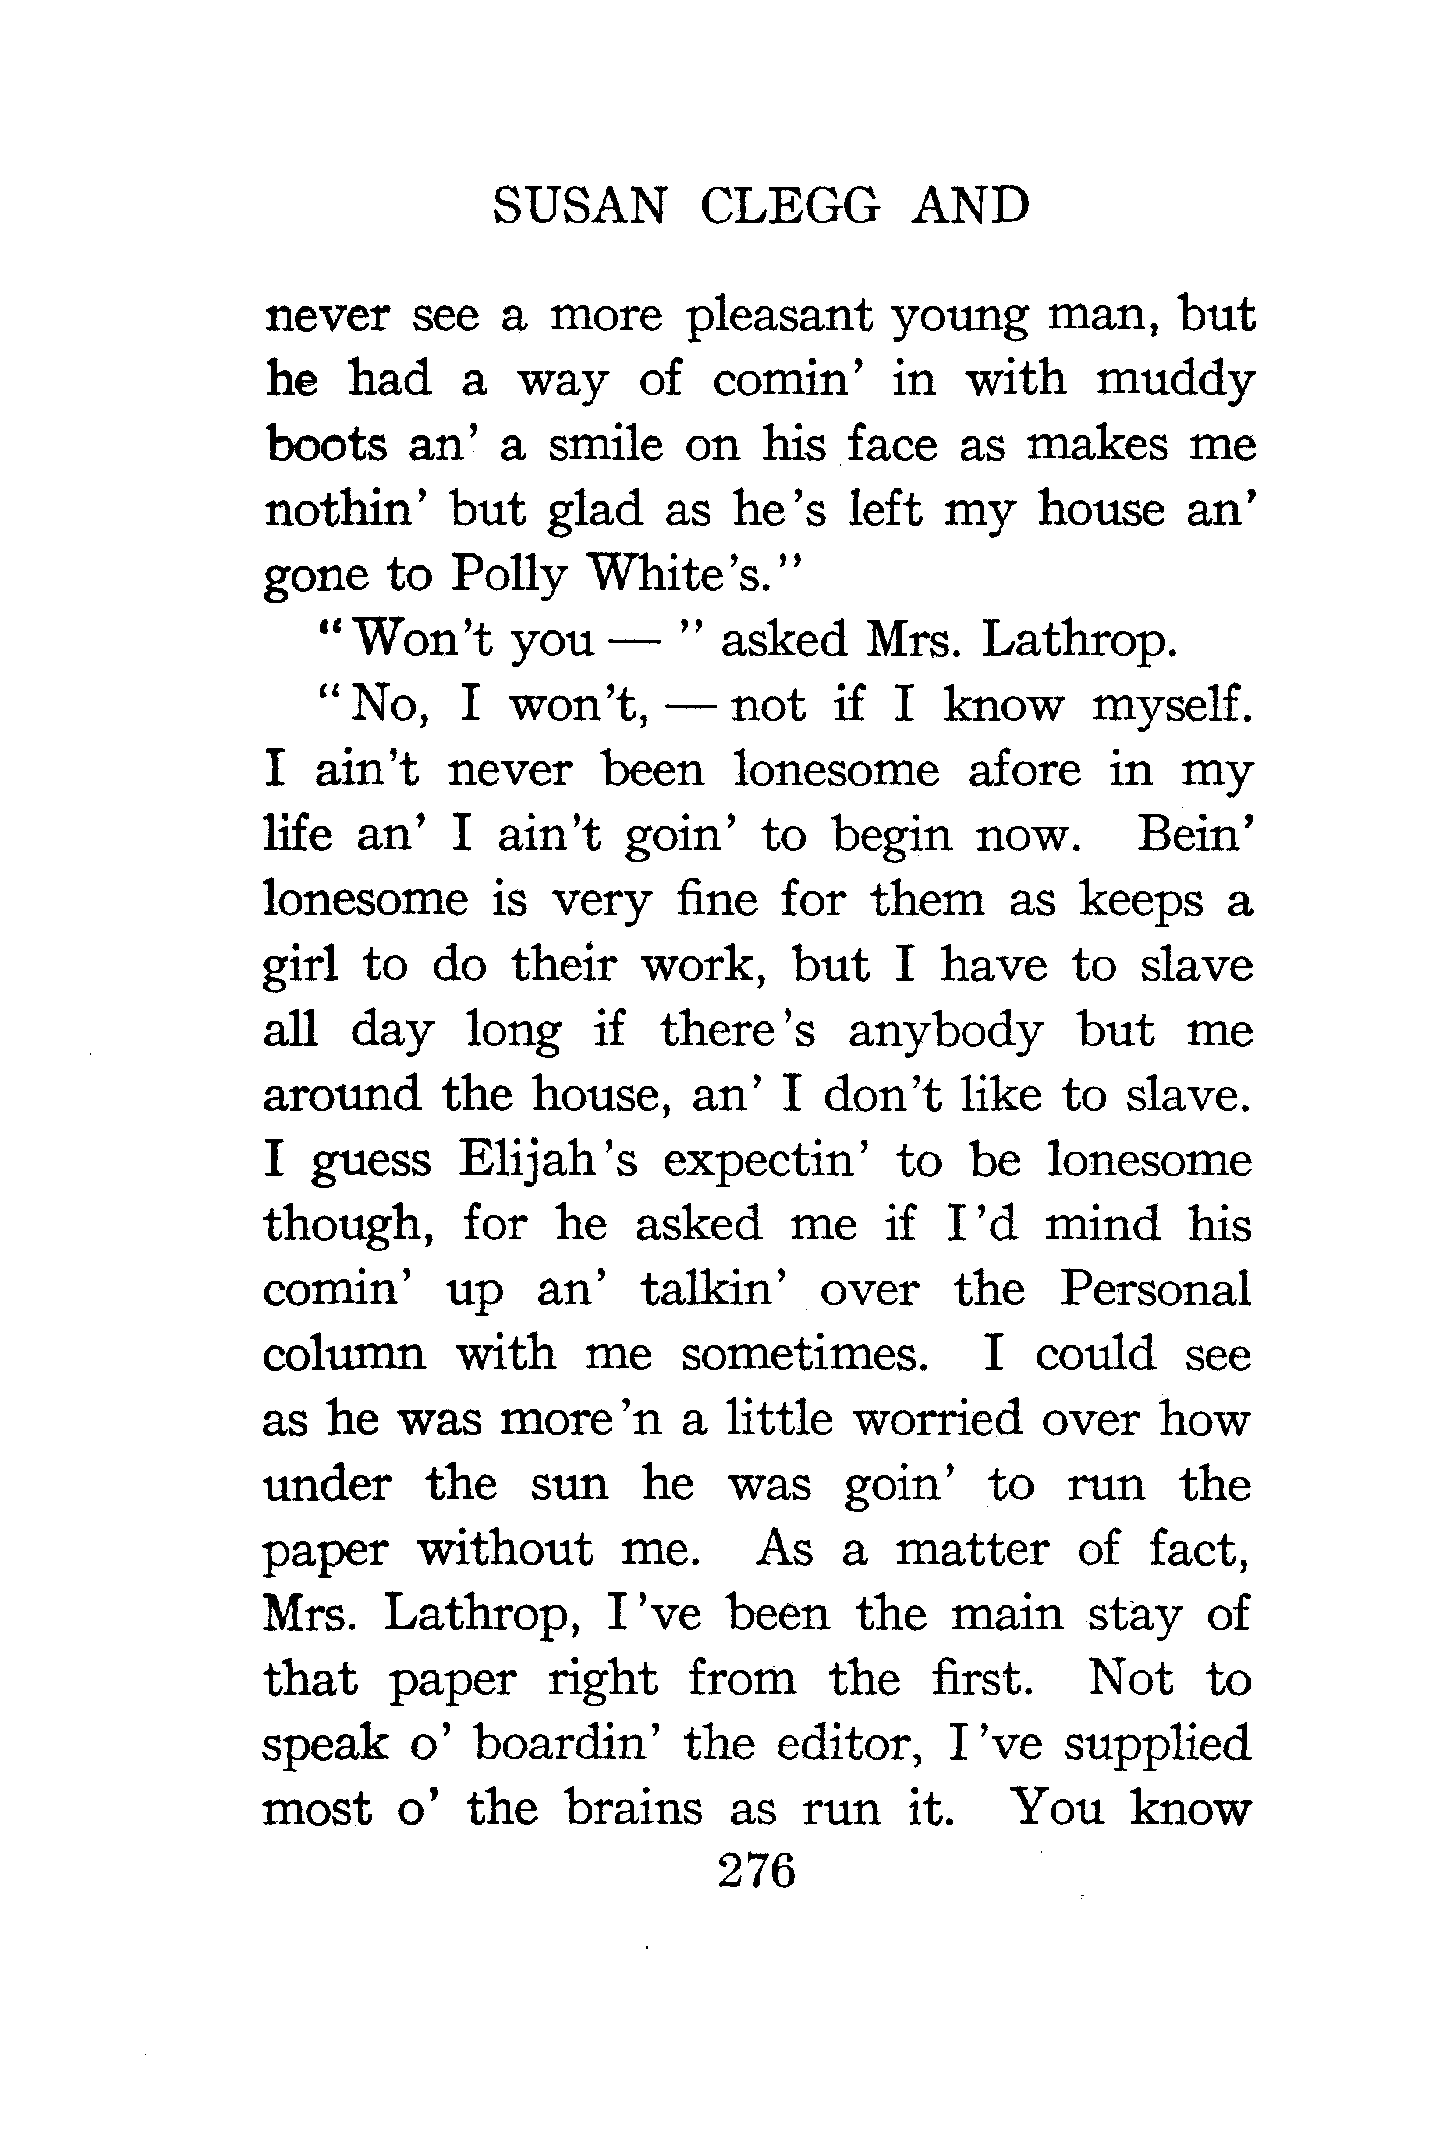 SUSAN CLEGG AND
never see a more pleasant young man, but
he had a way of comin' in with muddy
boots an' a smile on his face as makes me
nothin' but glad as he's left my house an'
gone to Polly White's."
"Won't you — " asked Mrs. Lathrop.
"No, I won't, — not if I know myself.
I ain't never been lonesome afore in my
life an' I ain't goin' to begin now. Bein'
lonesome is very fine for them as keeps a
girl to do their work, but I have to slave
all day long if there's anybody but me
around the house, an' I don't like to slave.
I guess Elijah's expectin' to be lonesome
though, for he asked me if I'd mind his
comin' up an' talkin' over the Personal
column with me sometimes. I could see
as he was more'n a little worried over how
under the sun he was goin' to run the
paper without me. As a matter of fact,
Mrs. Lathrop, I've been the main stay of
that paper right from the first. Not to
speak o' boardin' the editor, I've supplied
most o' the brains as run it. You know
276